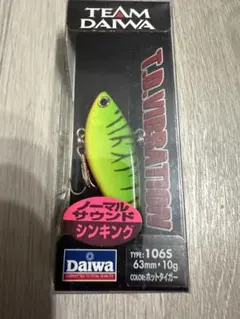 TEAM
DAIWA
T.D.VIBRATION
ノーマル
サウンド
シンキング
Daiwa
TYPE: 106S
63mm・10g
COLOR: ホットタイガー